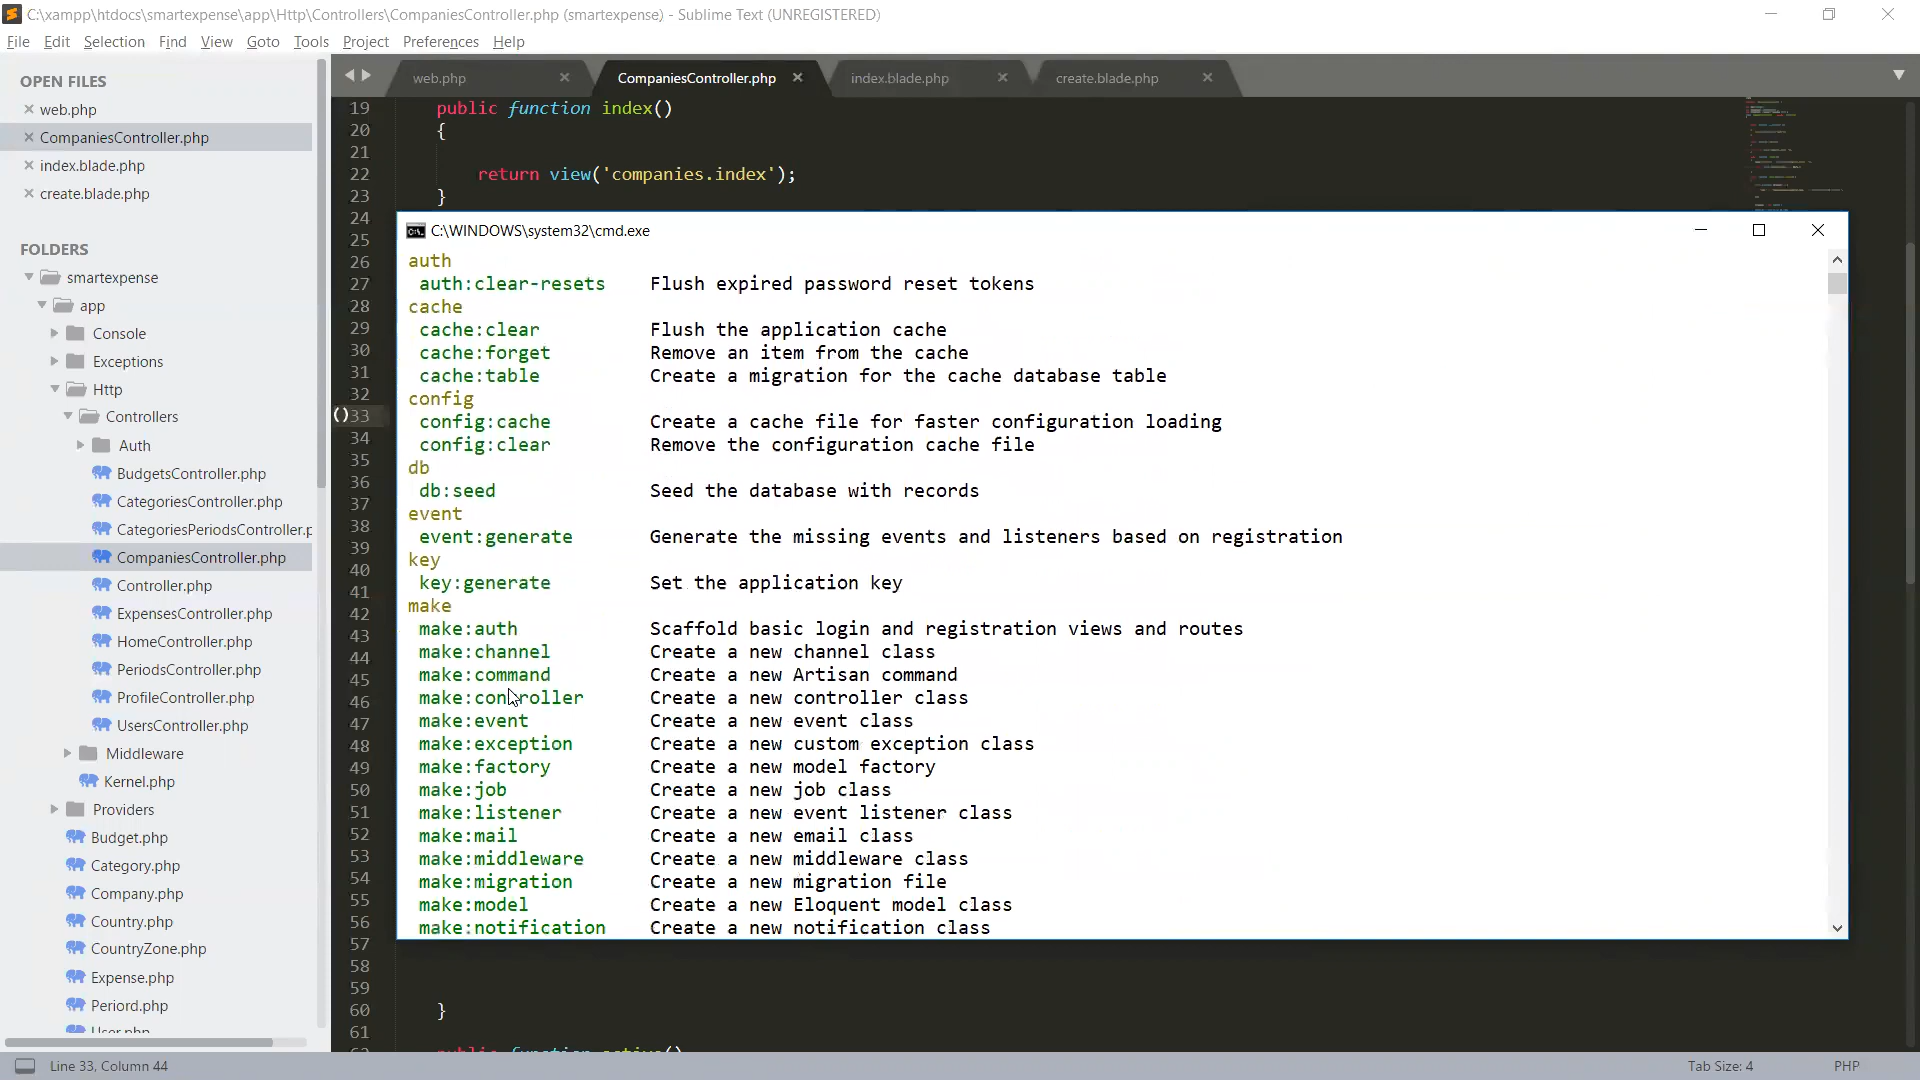 C:\xampp\htdocs\smartexpense\app\Http\Controllers\CompaniesController.php (smartexpense) - Sublime Text (UNREGISTERED)
File Edit Selection Find View Goto Tools Project Preferences Help
OPEN FILES
web.php
CompaniesController.php
index.blade.php
create.blade.php
FOLDERS
smartexpense
app
Console
Exceptions
Http
Controllers
Auth
BudgetsController.php
CategoriesController.php
CategoriesPeriodsController.p
CompaniesController.php
Controller.php
ExpensesController.php
HomeController.php
PeriodsController.php
ProfileController.php
UsersController.php
Middleware
Kernel.php
Providers
Budget.php
Category.php
Company.php
Country.php
CountryZone.php
Expense.php
Periord.php
User.php
web.php CompaniesController.php index.blade.php create.blade.php
19 public function index()
20 {
21
22 return view('companies.index');
23 }
24
25
26
27
28
29
30
31
32
()33
34
35
36
37
38
39
40
41
42
43
44
45
46
47
48
49
50
51
52
53
54
55
56
57
58
59
60 }
61
62 public function active()
C:\WINDOWS\system32\cmd.exe
auth
auth:clear-resets Flush expired password reset tokens
cache
cache:clear Flush the application cache
cache:forget Remove an item from the cache
cache:table Create a migration for the cache database table
config
config:cache Create a cache file for faster configuration loading
config:clear Remove the configuration cache file
db
db:seed Seed the database with records
event
event:generate Generate the missing events and listeners based on registration
key
key:generate Set the application key
make
make:auth Scaffold basic login and registration views and routes
make:channel Create a new channel class
make:command Create a new Artisan command
make:controller Create a new controller class
make:event Create a new event class
make:exception Create a new custom exception class
make:factory Create a new model factory
make:job Create a new job class
make:listener Create a new event listener class
make:mail Create a new email class
make:middleware Create a new middleware class
make:migration Create a new migration file
make:model Create a new Eloquent model class
make:notification Create a new notification class
Line 33, Column 44 Tab Size: 4 PHP